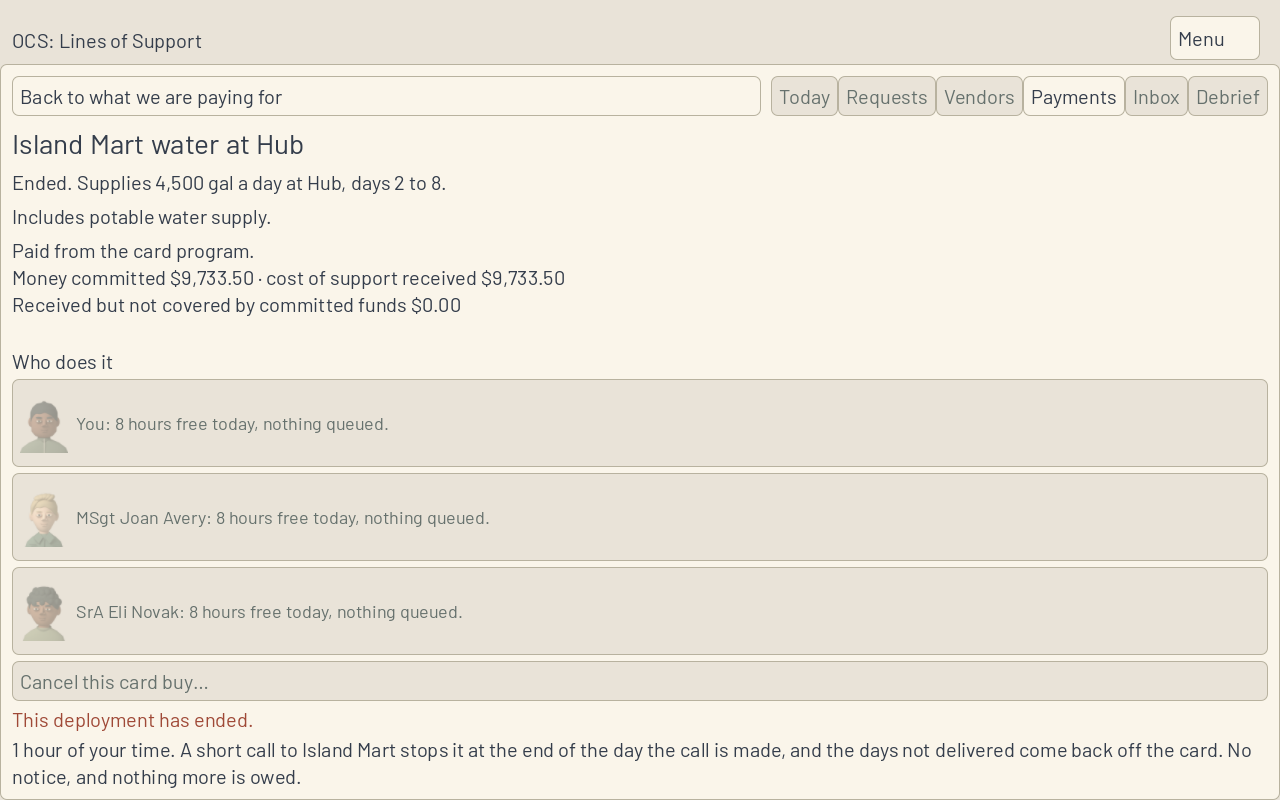 OCS: Lines of Support
Menu
Back to what we are paying for
Today
Requests
Vendors
Payments
Inbox
Debrief
Island Mart water at Hub
Ended. Supplies 4,500 gal a day at Hub, days 2 to 8.
Includes potable water supply.
Paid from the card program.
Money committed $9,733.50 · cost of support received $9,733.50
Received but not covered by committed funds $0.00
Who does it
You: 8 hours free today, nothing queued.
MSgt Joan Avery: 8 hours free today, nothing queued.
SrA Eli Novak: 8 hours free today, nothing queued.
Cancel this card buy...
This deployment has ended.
1 hour of your time. A short call to Island Mart stops it at the end of the day the call is made, and the days not delivered come back off the card. No
notice, and nothing more is owed.